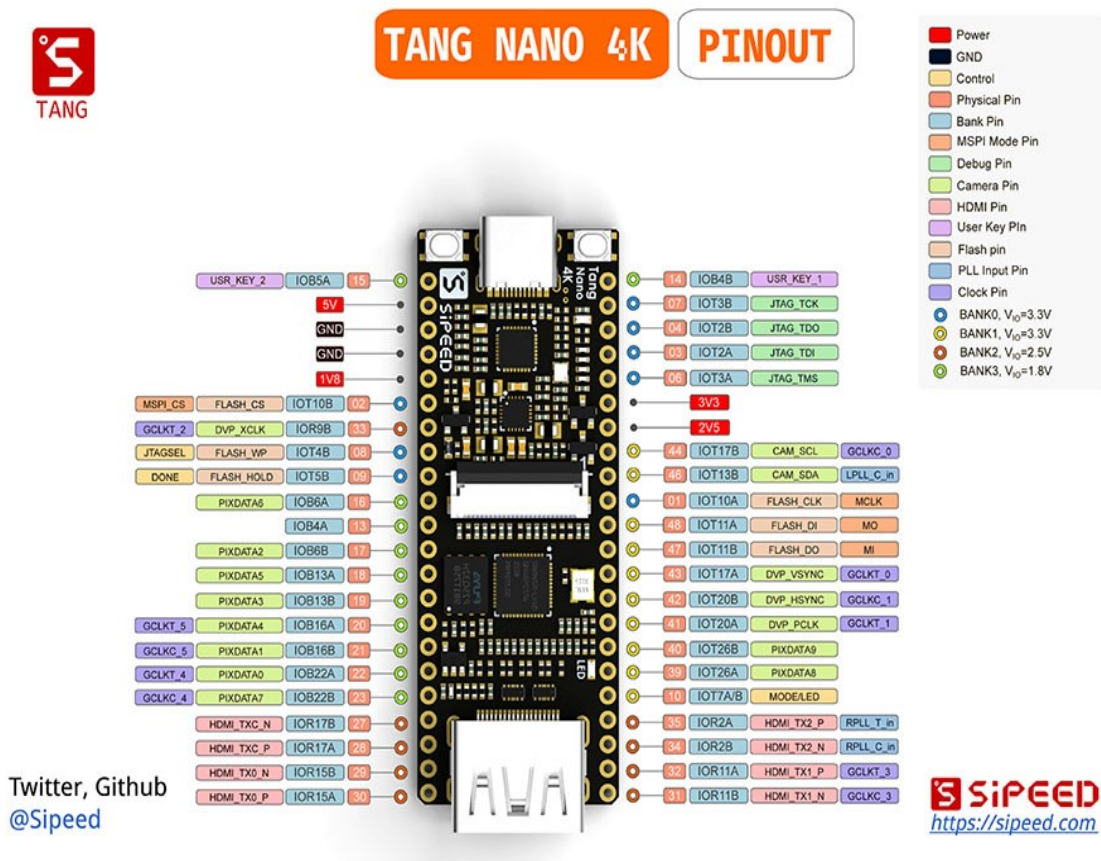 TANG
TANG NANO 4K PINOUT
Power
GND
Control
Physical Pin
Bank Pin
MSPI Mode Pin
Debug Pin
Camera Pin
HDMI Pin
User Key PIn
Flash pin
PLL Input Pin
Clock Pin
BANK0, VIO=3.3V
BANK1, VIO=3.3V
BANK2, VIO=2.5V
BANK3, VIO=1.8V
USR_KEY_2 IOB5A 15
5V
GND
GND
1V8
MSPI_CS FLASH_CS IOT10B 02
GCLKT_2 DVP_XCLK IOR9B 33
JTAGSEL FLASH_WP IOT4B 08
DONE FLASH_HOLD IOT5B 09
PIXDATA6 IOB6A 16
IOB4A 13
PIXDATA2 IOB6B 17
PIXDATA5 IOB13A 18
PIXDATA3 IOB13B 19
GCLKT_5 PIXDATA4 IOB16A 20
GCLKC_5 PIXDATA1 IOB16B 21
GCLKT_4 PIXDATA0 IOB22A 22
GCLKC_4 PIXDATA7 IOB22B 23
HDMI_TXC_N IOR17B 27
HDMI_TXC_P IOR17A 28
HDMI_TX0_N IOR15B 29
HDMI_TX0_P IOR15A 30
SiPEED
Tang
Nano
4K
LED
14 IOB4B USR_KEY_1
07 IOT3B JTAG_TCK
04 IOT2B JTAG_TDO
03 IOT2A JTAG_TDI
06 IOT3A JTAG_TMS
3V3
2V5
44 IOT17B CAM_SCL GCLKC_0
46 IOT13B CAM_SDA LPLL_C_in
01 IOT10A FLASH_CLK MCLK
48 IOT11A FLASH_DI MO
47 IOT11B FLASH_DO MI
43 IOT17A DVP_VSYNC GCLKT_0
42 IOT20B DVP_HSYNC GCLKC_1
41 IOT20A DVP_PCLK GCLKT_1
40 IOT26B PIXDATA9
39 IOT26A PIXDATA8
10 IOT7A/B MODE/LED
35 IOR2A HDMI_TX2_P RPLL_T_in
34 IOR2B HDMI_TX2_N RPLL_C_in
32 IOR11A HDMI_TX1_P GCLKT_3
31 IOR11B HDMI_TX1_N GCLKC_3
Twitter, Github
@Sipeed
SiPEED
https://sipeed.com